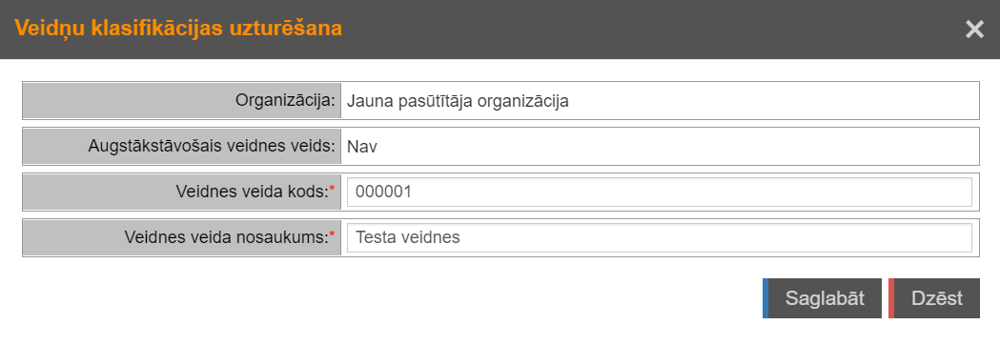 Veidņu klasifikācijas uzturēšana
Organizācija: Jauna pasūtītāja organizācija
Augstākstāvošais veidnes veids: Nav
Veidnes veida kods:* 000001
Veidnes veida nosaukums:* Testa veidnes
Saglabāt Dzēst